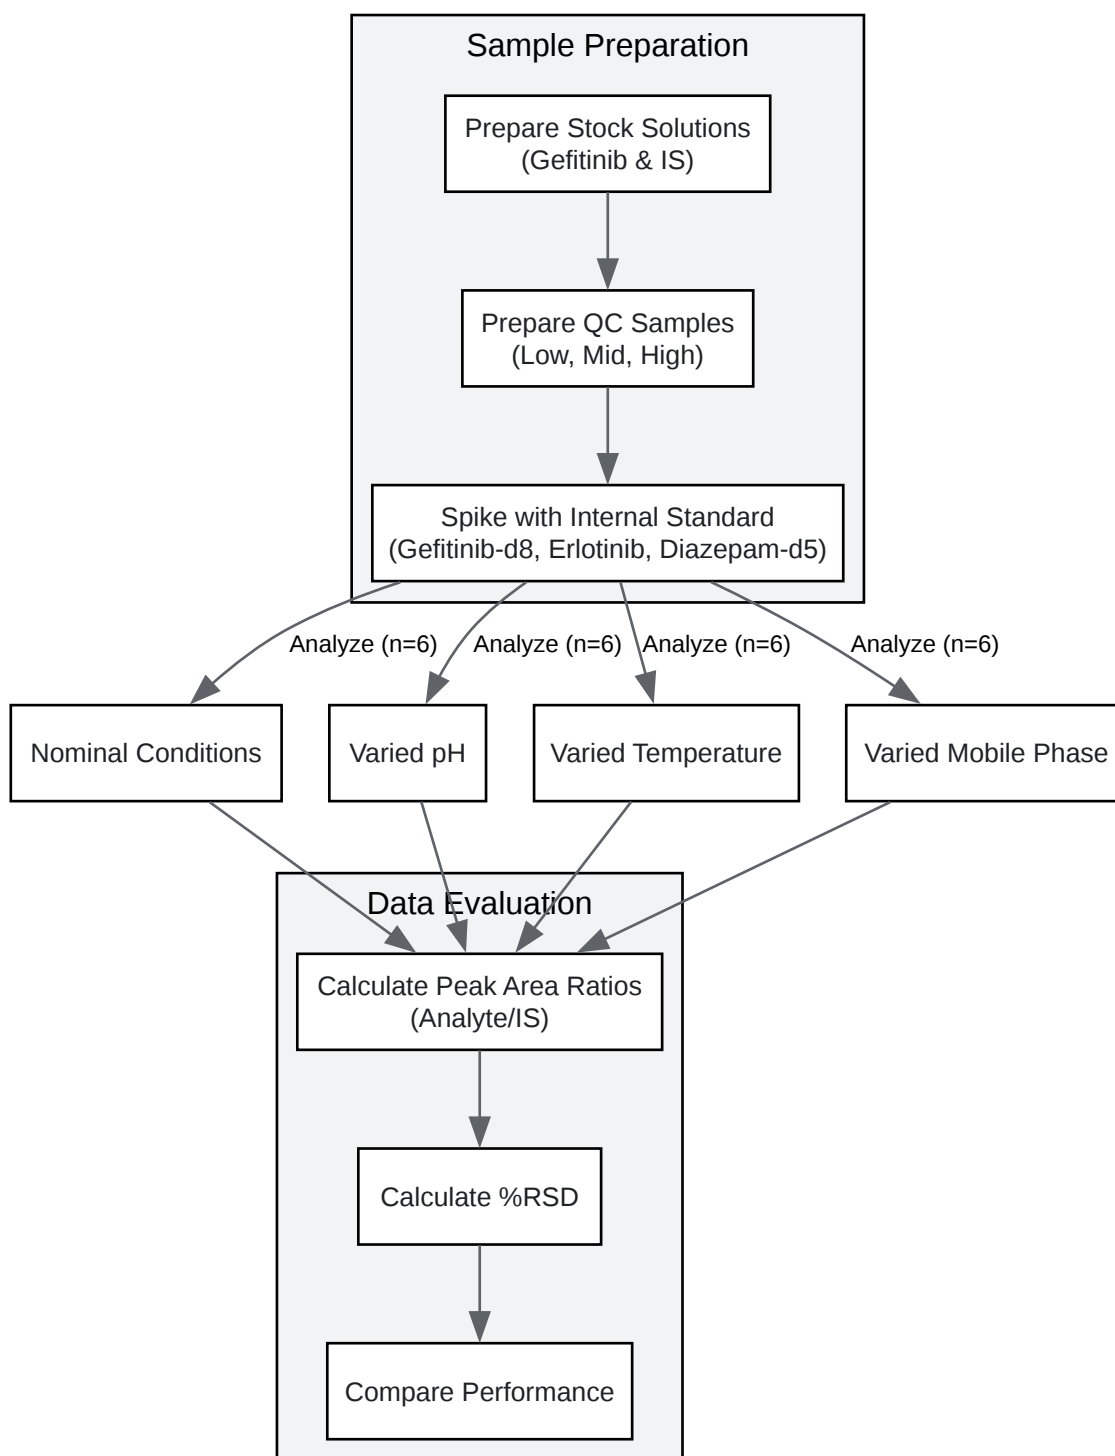 Sample Preparation
Prepare Stock Solutions
(Gefitinib & IS)
Prepare QC Samples
(Low, Mid, High)
Spike with Internal Standard
(Gefitinib-d8, Erlotinib, Diazepam-d5)
Analyze (n=6)
Analyze (n=6)
Analyze (n=6)
Analyze (n=6)
Nominal Conditions
Varied pH
Varied Temperature
Varied Mobile Phase
Data Evaluation
Calculate Peak Area Ratios
(Analyte/IS)
Calculate %RSD
Compare Performance